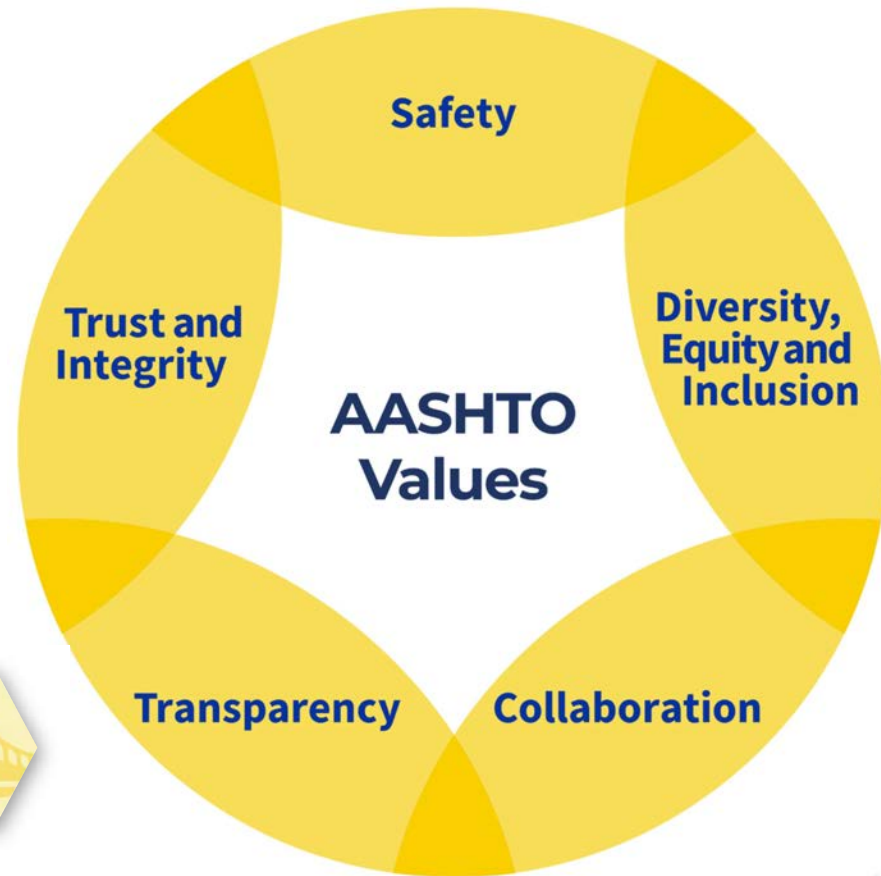 Safety
Diversity,
Equity and
Inclusion
Trust and
Integrity
AASHTO
Values
Transparency
Collaboration